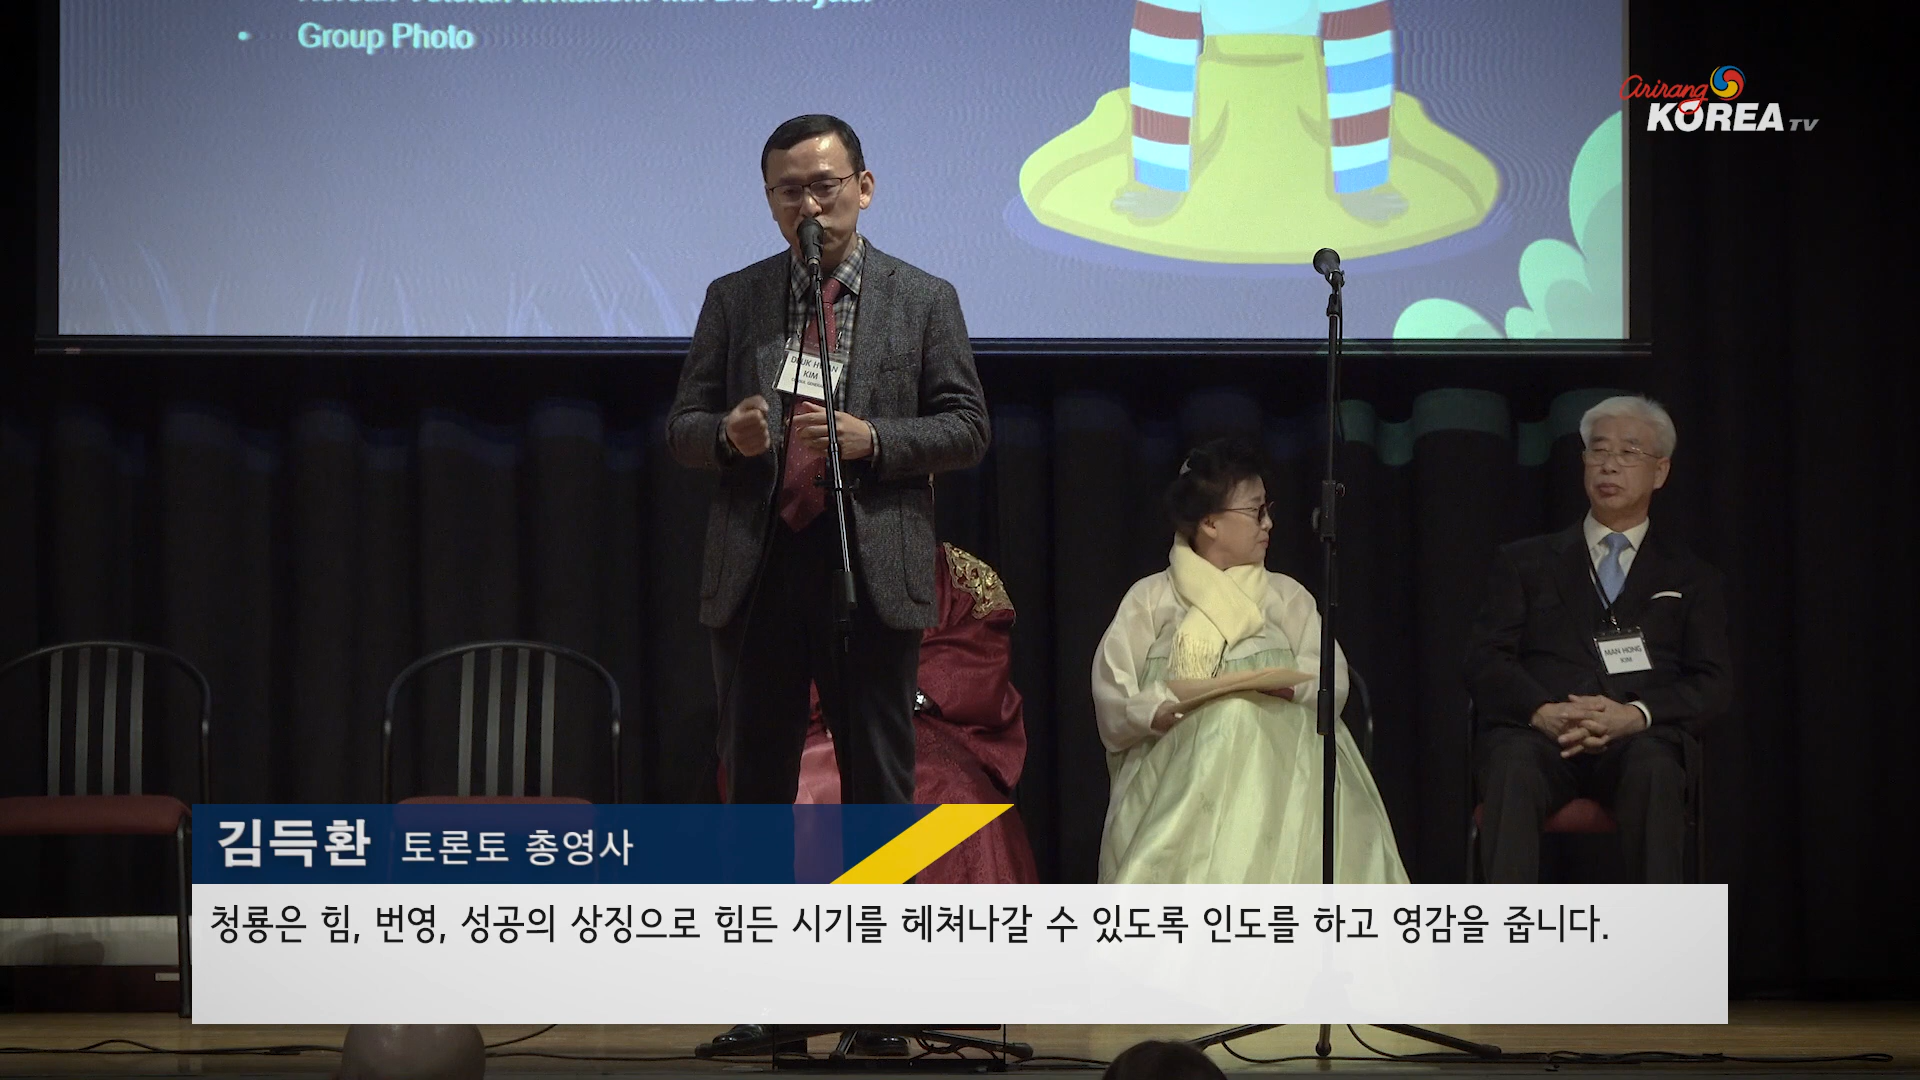 Group Photo
Arirang
KOREA TV
KIM
MAN HONG
KIM
김득환 토론토 총영사
청룡은 힘, 번영, 성공의 상징으로 힘든 시기를 헤쳐나갈 수 있도록 인도를 하고 영감을 줍니다.